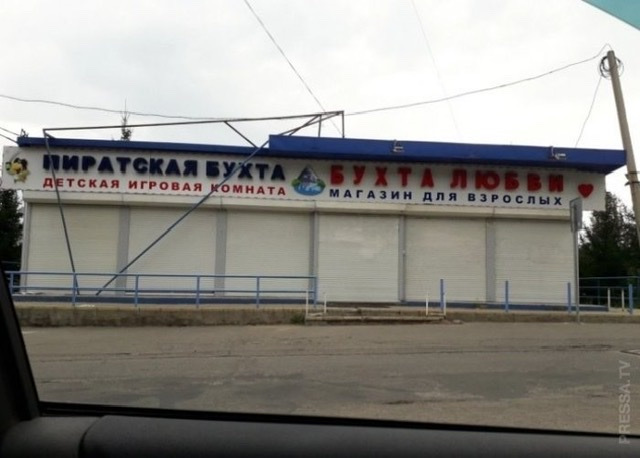 ПИРАТСКАЯ БУХТА
ДЕТСКАЯ ИГРОВАЯ КОМНАТА
БУХТА ЛЮБВИ
МАГАЗИН ДЛЯ ВЗРОСЛЫХ
PRESSA.TV